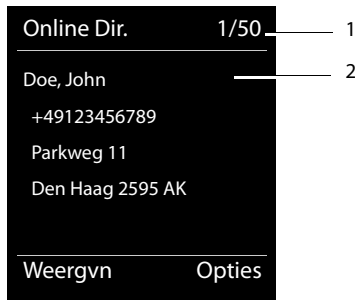 Online Dir. 1/50 1
Doe, John 2
+49123456789
Parkweg 11
Den Haag 2595 AK
Weergvn Opties